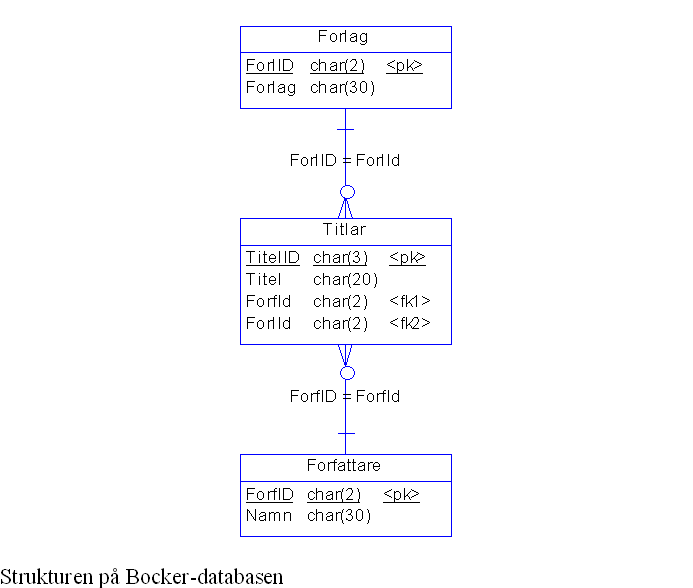 Forlag
ForlID char(2) <pk>
Forlag char(30)
ForlID = ForlId
Titlar
TitelID char(3) <pk>
Titel char(20)
ForfId char(2) <fk1>
ForlId char(2) <fk2>
ForfID = ForfId
Forfattare
ForfID char(2) <pk>
Namn char(30)
Strukturen på Bocker-databasen